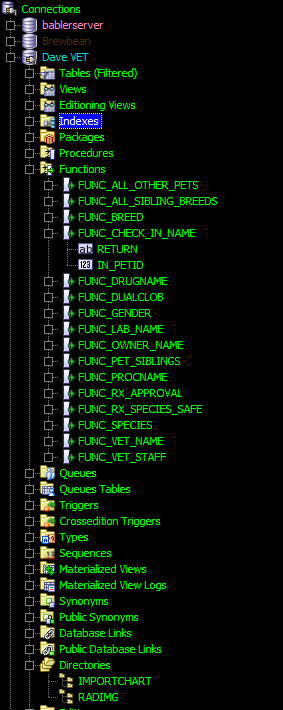 Connections
bablerserver
Brewbean
Dave VET
Tables (Filtered)
Views
Editioning Views
Indexes
Packages
Procedures
Functions
FUNC_ALL_OTHER_PETS
FUNC_ALL_SIBLING_BREEDS
FUNC_BREED
FUNC_CHECK_IN_NAME
ab RETURN
123 IN_PETID
FUNC_DRUGNAME
FUNC_DUALCLOB
FUNC_GENDER
FUNC_LAB_NAME
FUNC_OWNER_NAME
FUNC_PET_SIBLINGS
FUNC_PROCNAME
FUNC_RX_APPROVAL
FUNC_RX_SPECIES_SAFE
FUNC_SPECIES
FUNC_VET_NAME
FUNC_VET_STAFF
Queues
Queues Tables
Triggers
Crossedition Triggers
Types
Sequences
Materialized Views
Materialized View Logs
Synonyms
Public Synonyms
Database Links
Public Database Links
Directories
IMPORTCHART
RADIMG